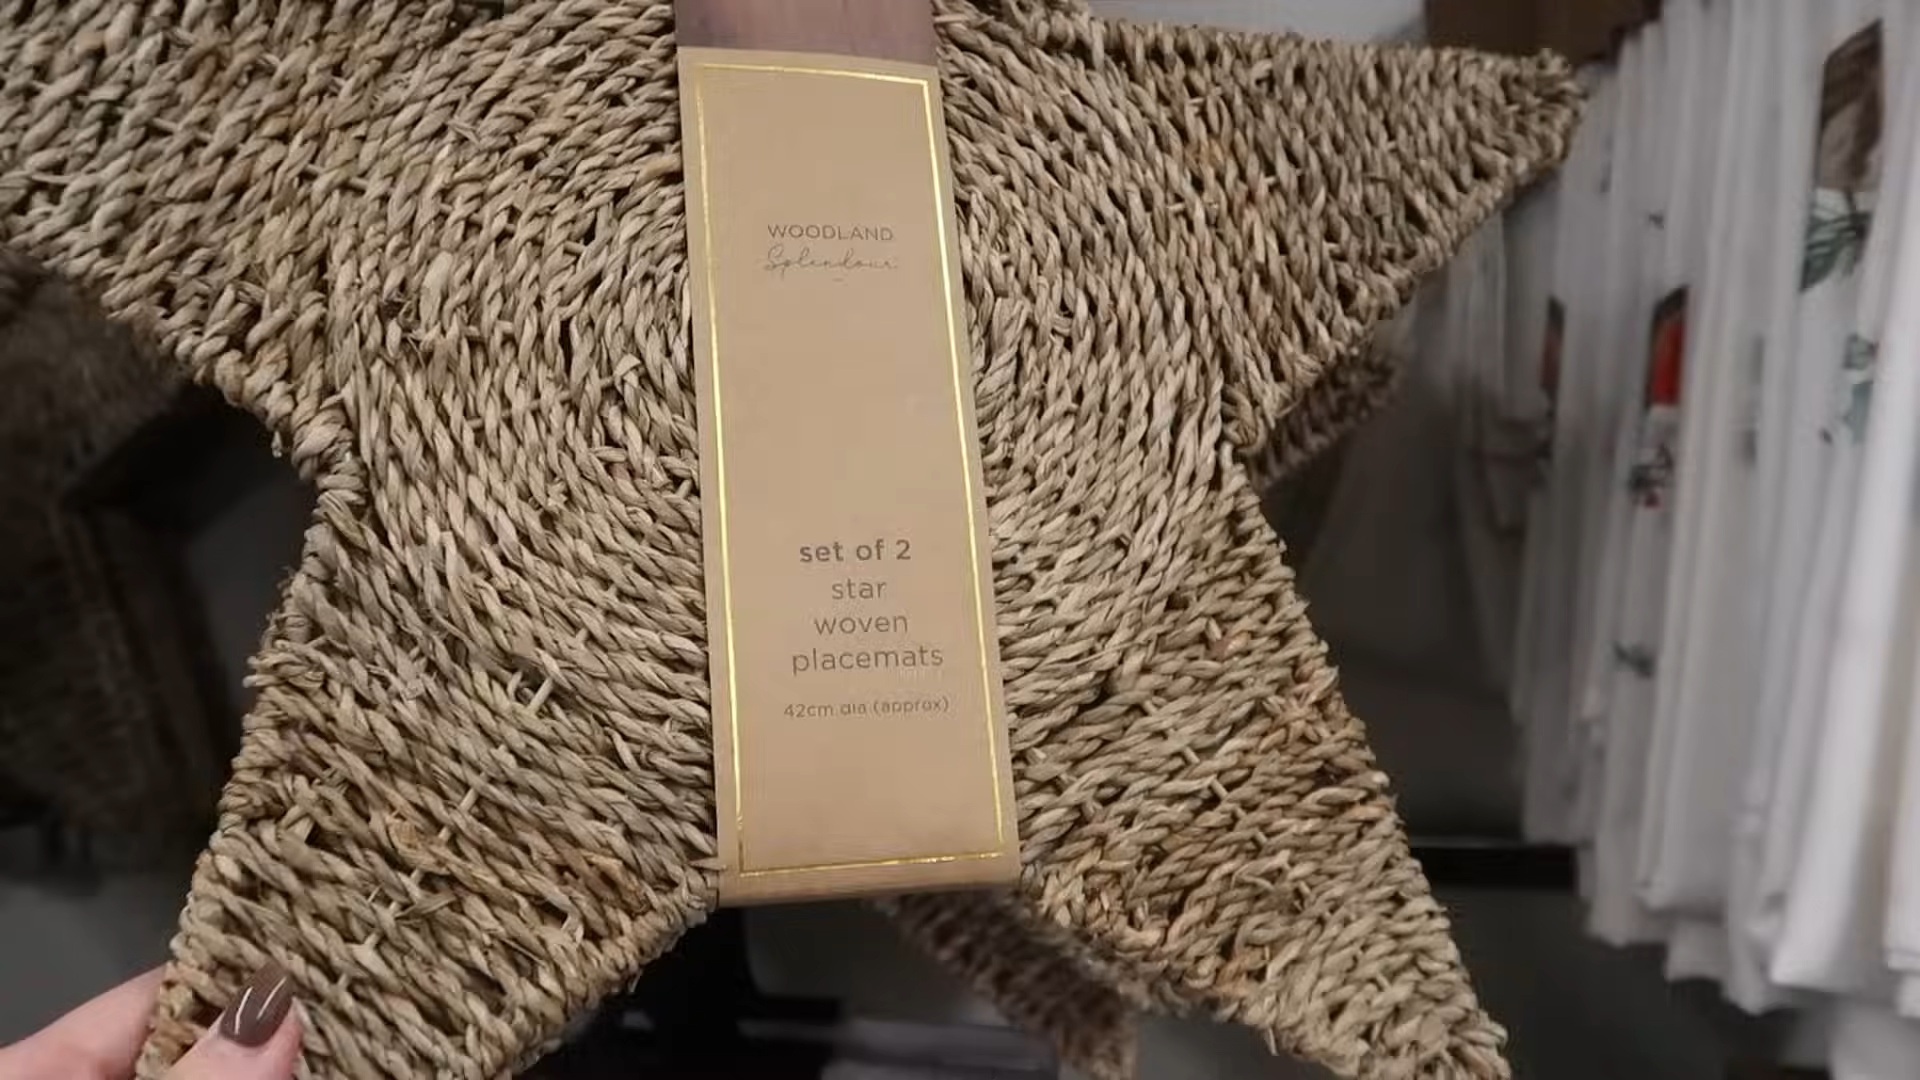 WOODLAND
Splendour
set of 2
star
woven
placemats
42cm dia (approx)